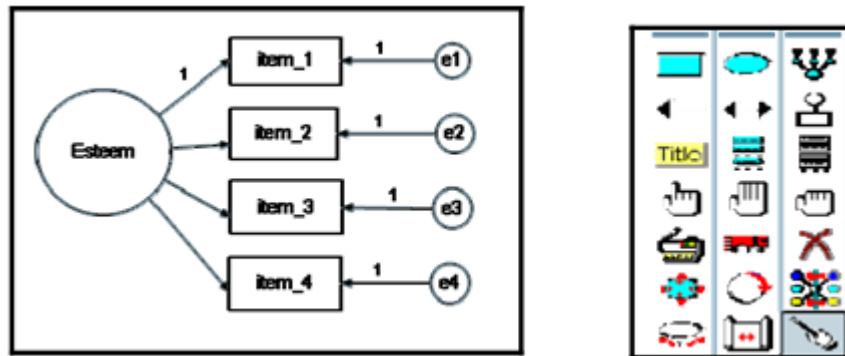 item_1 1 e1
1
item_2 1 e2
Esteem
item_3 1 e3
item_4 1 e4
Title